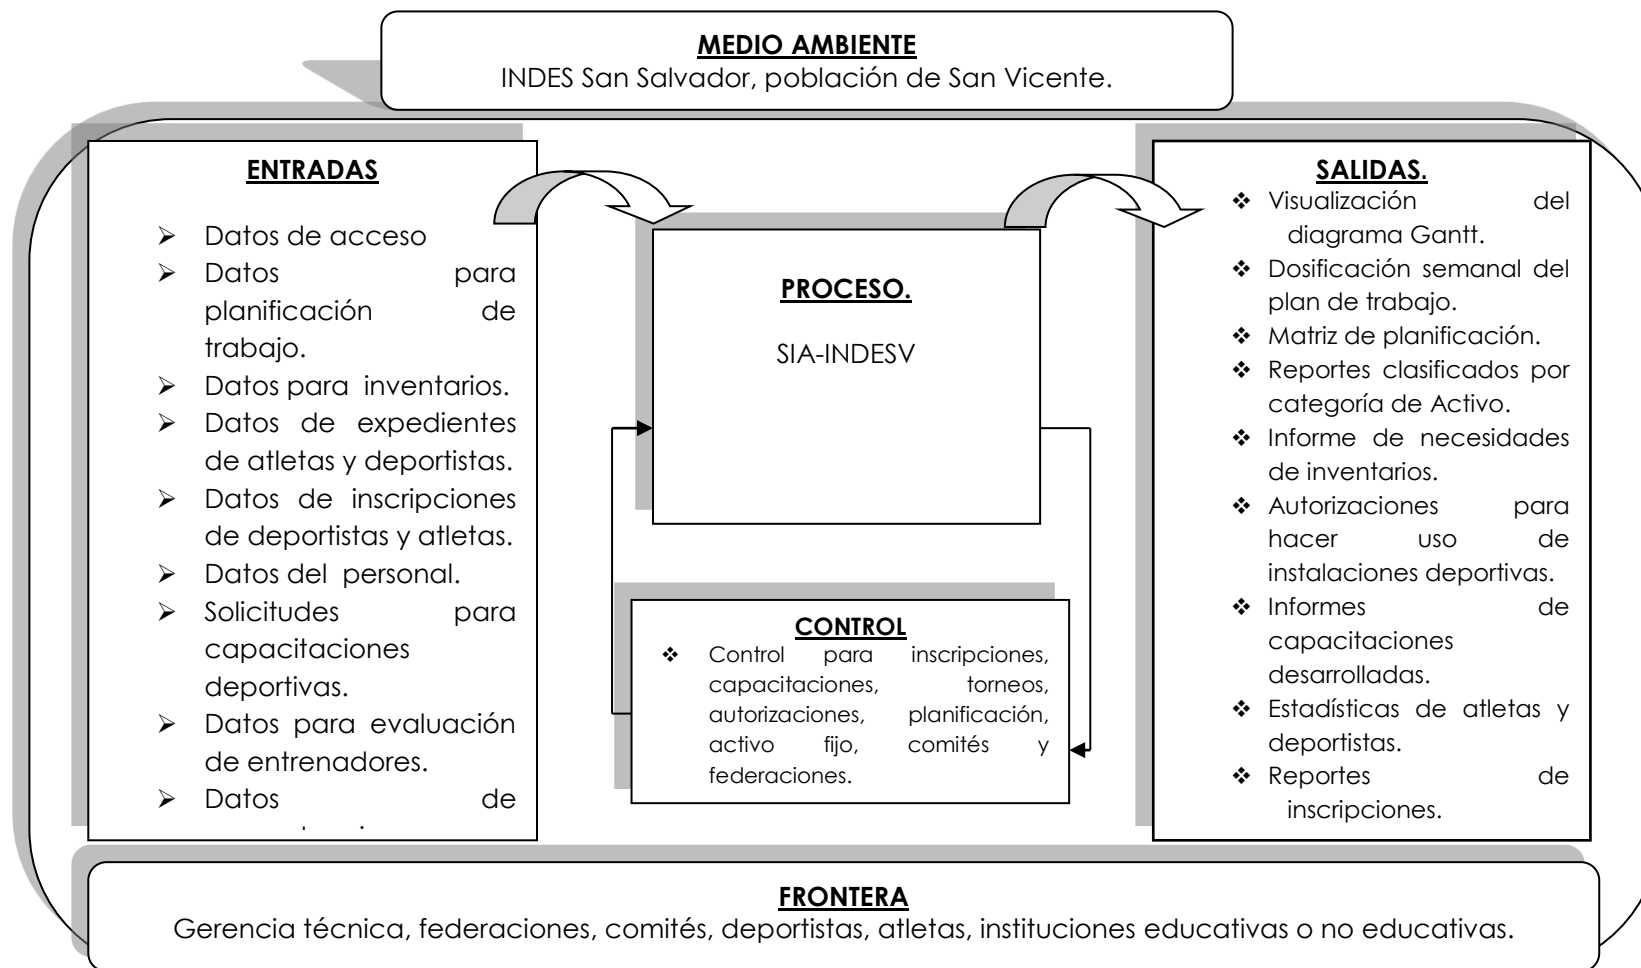 MEDIO AMBIENTE
INDES San Salvador, población de San Vicente.
ENTRADAS
➢ Datos de acceso
➢ Datos para
planificación de
trabajo.
➢ Datos para inventarios.
➢ Datos de expedientes
de atletas y deportistas.
➢ Datos de inscripciones
de deportistas y atletas.
➢ Datos del personal.
➢ Solicitudes para
capacitaciones
deportivas.
➢ Datos para evaluación
de entrenadores.
➢ Datos de
PROCESO.
SIA-INDESV
CONTROL
❖ Control para inscripciones,
capacitaciones, torneos,
autorizaciones, planificación,
activo fijo, comités y
federaciones.
SALIDAS.
❖ Visualización del
diagrama Gantt.
❖ Dosificación semanal del
plan de trabajo.
❖ Matriz de planificación.
❖ Reportes clasificados por
categoría de Activo.
❖ Informe de necesidades
de inventarios.
❖ Autorizaciones para
hacer uso de
instalaciones deportivas.
❖ Informes de
capacitaciones
desarrolladas.
❖ Estadísticas de atletas y
deportistas.
❖ Reportes de
inscripciones.
FRONTERA
Gerencia técnica, federaciones, comités, deportistas, atletas, instituciones educativas o no educativas.